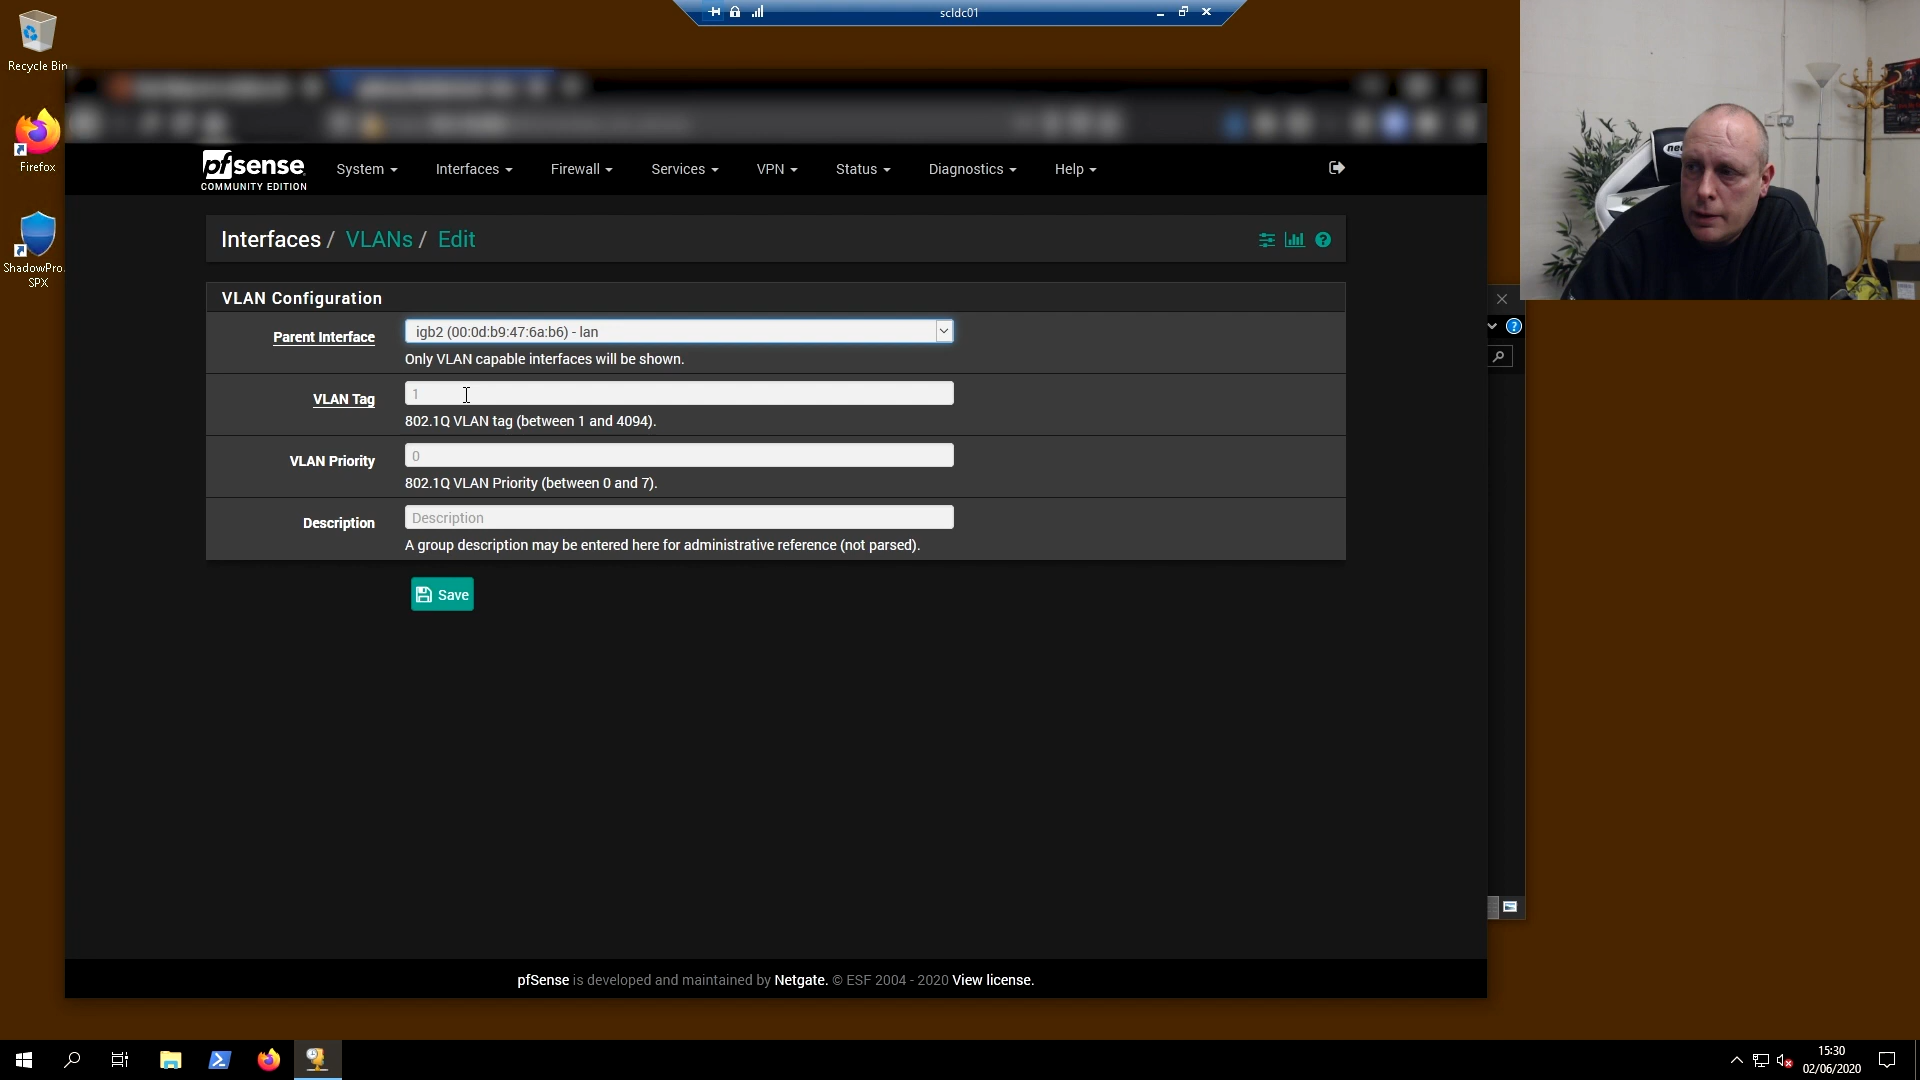 scldc01
Recycle Bin
Firefox
ShadowPro...
SPX
pfsense
COMMUNITY EDITION
System
Interfaces
Firewall
Services
VPN
Status
Diagnostics
Help
Interfaces / VLANs / Edit
VLAN Configuration
Parent Interface
igb2 (00:0d:b9:47:6a:b6) - lan
Only VLAN capable interfaces will be shown.
VLAN Tag
1
802.1Q VLAN tag (between 1 and 4094).
VLAN Priority
0
802.1Q VLAN Priority (between 0 and 7).
Description
Description
A group description may be entered here for administrative reference (not parsed).
Save
pfSense is developed and maintained by Netgate. © ESF 2004 - 2020 View license.
15:30
02/06/2020